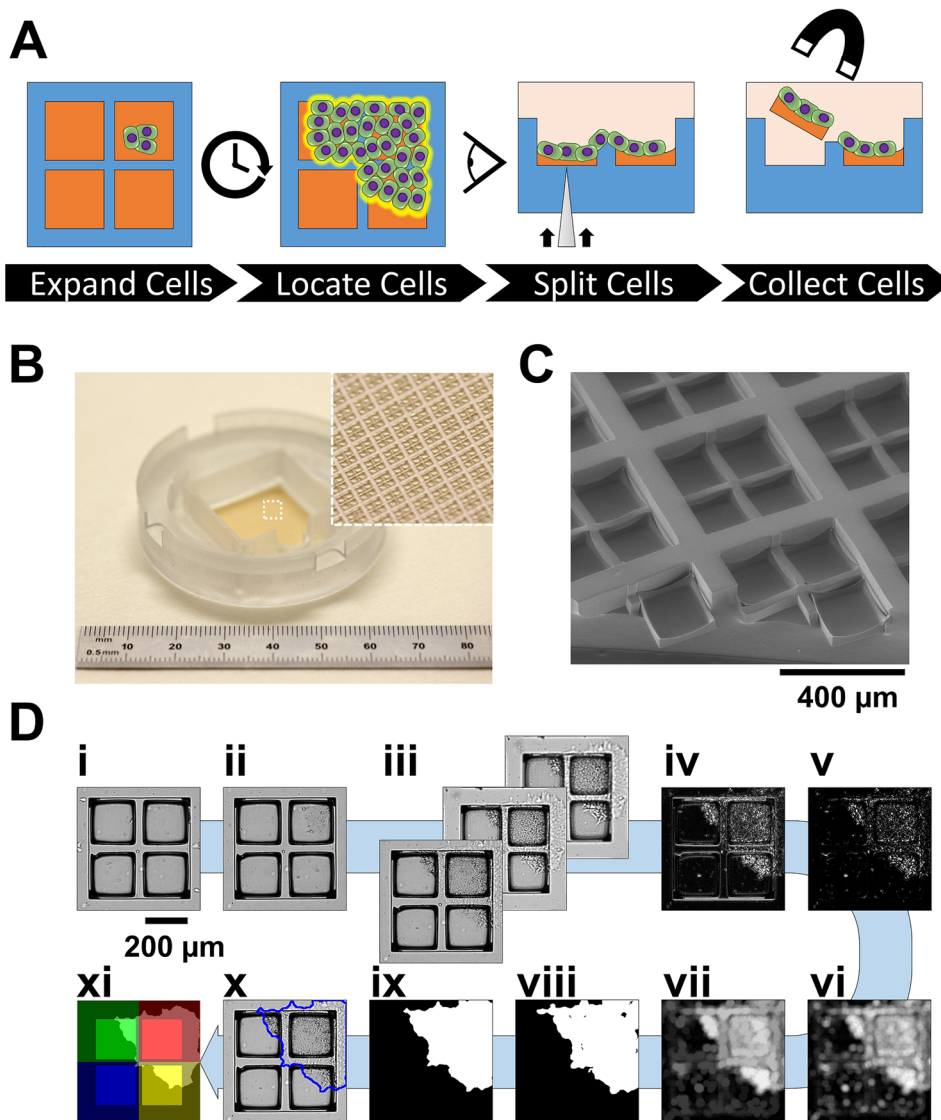 A
Expand Cells
Locate Cells
Split Cells
Collect Cells
B
C
mm
0.5mm
10 20 30 40 50 60 70 80
400 µm
D
i
ii
iii
iv
v
200 µm
xi
x
ix
viii
vii
vi